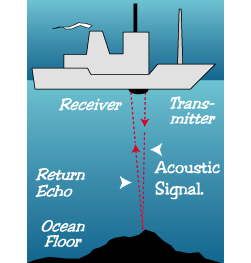 Receiver
Trans-
mitter
Acoustic
Signal.
Return
Echo
Ocean
Floor